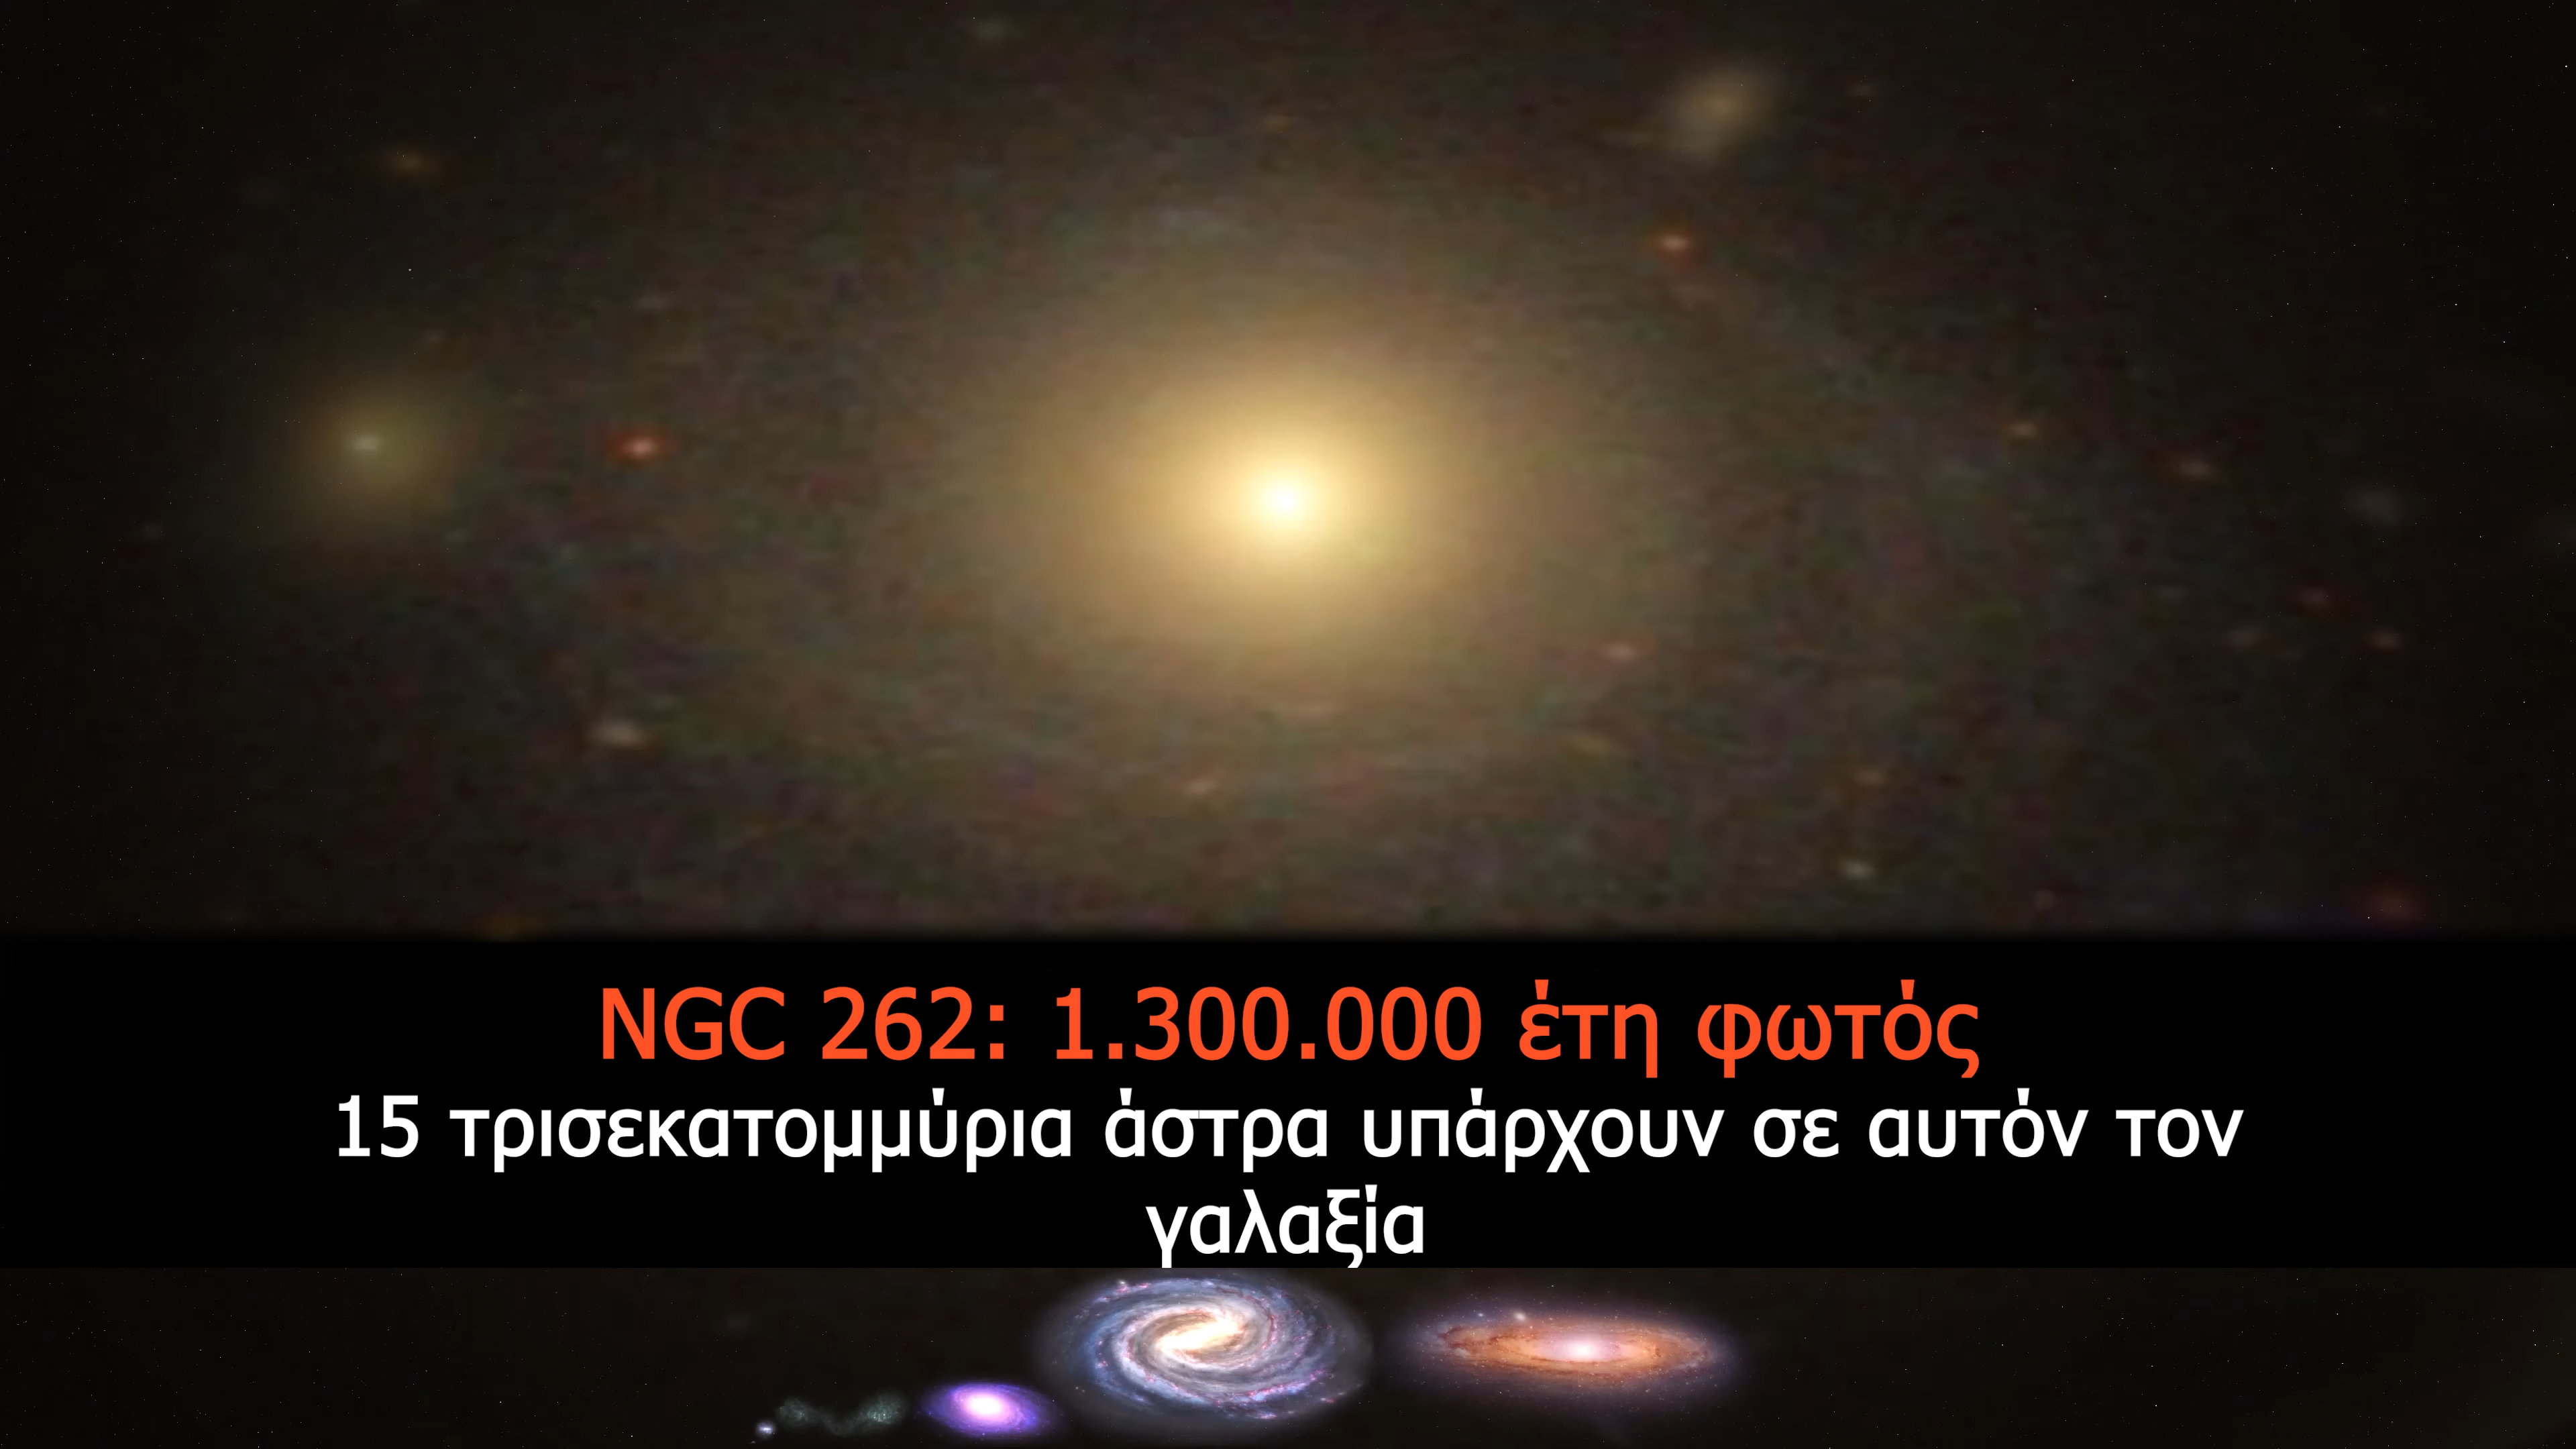 NGC 262: 1.300.000 έτη φωτός
15 τρισεκατομμύρια άστρα υπάρχουν σε αυτόν τον
γαλαξία